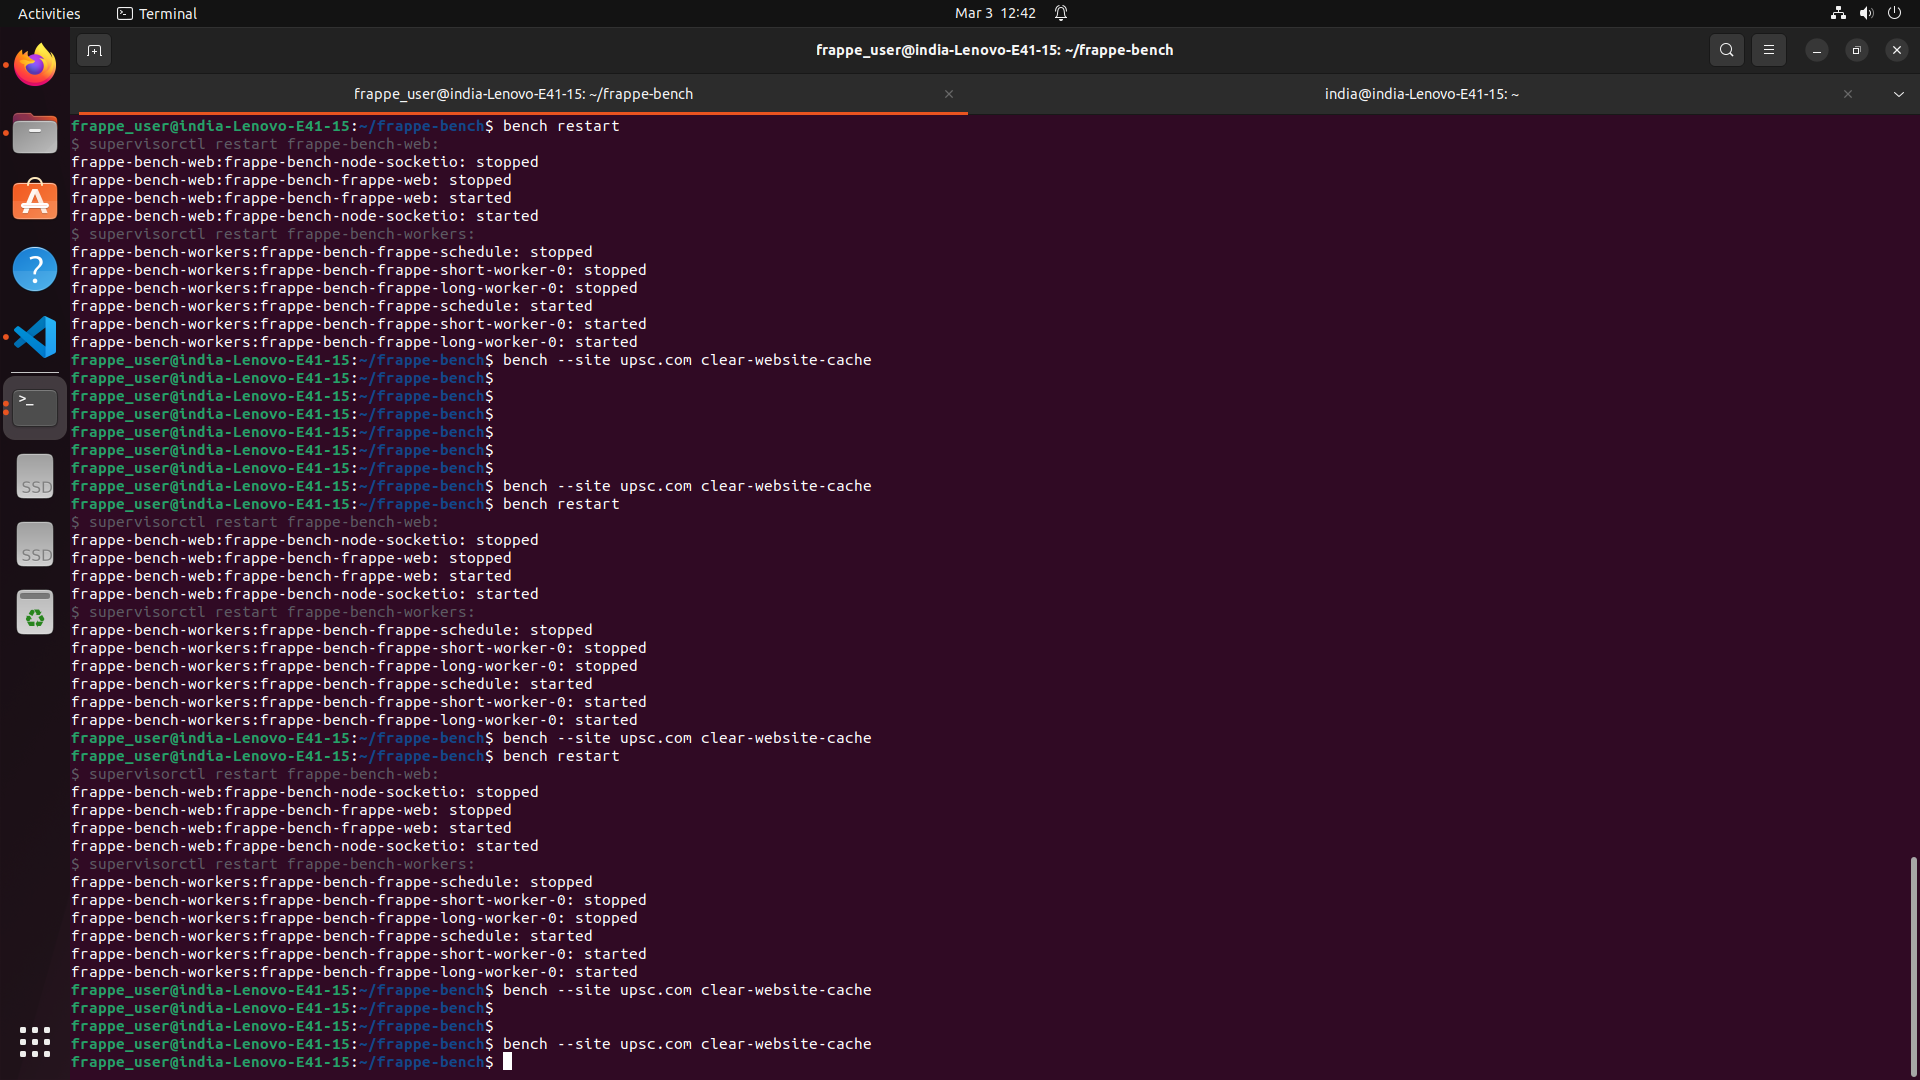 Activities
Terminal
Mar 3 12:42
frappe_user@india-Lenovo-E41-15: ~/frappe-bench
frappe_user@india-Lenovo-E41-15: ~/frappe-bench
india@india-Lenovo-E41-15: ~
frappe_user@india-Lenovo-E41-15:~/frappe-bench$ bench restart
$ supervisorctl restart frappe-bench-web:
frappe-bench-web:frappe-bench-node-socketio: stopped
frappe-bench-web:frappe-bench-frappe-web: stopped
frappe-bench-web:frappe-bench-frappe-web: started
frappe-bench-web:frappe-bench-node-socketio: started
$ supervisorctl restart frappe-bench-workers:
frappe-bench-workers:frappe-bench-frappe-schedule: stopped
frappe-bench-workers:frappe-bench-frappe-short-worker-0: stopped
frappe-bench-workers:frappe-bench-frappe-long-worker-0: stopped
frappe-bench-workers:frappe-bench-frappe-schedule: started
frappe-bench-workers:frappe-bench-frappe-short-worker-0: started
frappe-bench-workers:frappe-bench-frappe-long-worker-0: started
frappe_user@india-Lenovo-E41-15:~/frappe-bench$ bench --site upsc.com clear-website-cache
frappe_user@india-Lenovo-E41-15:~/frappe-bench$
frappe_user@india-Lenovo-E41-15:~/frappe-bench$
frappe_user@india-Lenovo-E41-15:~/frappe-bench$
frappe_user@india-Lenovo-E41-15:~/frappe-bench$
frappe_user@india-Lenovo-E41-15:~/frappe-bench$
frappe_user@india-Lenovo-E41-15:~/frappe-bench$
frappe_user@india-Lenovo-E41-15:~/frappe-bench$ bench --site upsc.com clear-website-cache
frappe_user@india-Lenovo-E41-15:~/frappe-bench$ bench restart
$ supervisorctl restart frappe-bench-web:
frappe-bench-web:frappe-bench-node-socketio: stopped
frappe-bench-web:frappe-bench-frappe-web: stopped
frappe-bench-web:frappe-bench-frappe-web: started
frappe-bench-web:frappe-bench-node-socketio: started
$ supervisorctl restart frappe-bench-workers:
frappe-bench-workers:frappe-bench-frappe-schedule: stopped
frappe-bench-workers:frappe-bench-frappe-short-worker-0: stopped
frappe-bench-workers:frappe-bench-frappe-long-worker-0: stopped
frappe-bench-workers:frappe-bench-frappe-schedule: started
frappe-bench-workers:frappe-bench-frappe-short-worker-0: started
frappe-bench-workers:frappe-bench-frappe-long-worker-0: started
frappe_user@india-Lenovo-E41-15:~/frappe-bench$ bench --site upsc.com clear-website-cache
frappe_user@india-Lenovo-E41-15:~/frappe-bench$ bench restart
$ supervisorctl restart frappe-bench-web:
frappe-bench-web:frappe-bench-node-socketio: stopped
frappe-bench-web:frappe-bench-frappe-web: stopped
frappe-bench-web:frappe-bench-frappe-web: started
frappe-bench-web:frappe-bench-node-socketio: started
$ supervisorctl restart frappe-bench-workers:
frappe-bench-workers:frappe-bench-frappe-schedule: stopped
frappe-bench-workers:frappe-bench-frappe-short-worker-0: stopped
frappe-bench-workers:frappe-bench-frappe-long-worker-0: stopped
frappe-bench-workers:frappe-bench-frappe-schedule: started
frappe-bench-workers:frappe-bench-frappe-short-worker-0: started
frappe-bench-workers:frappe-bench-frappe-long-worker-0: started
frappe_user@india-Lenovo-E41-15:~/frappe-bench$ bench --site upsc.com clear-website-cache
frappe_user@india-Lenovo-E41-15:~/frappe-bench$
frappe_user@india-Lenovo-E41-15:~/frappe-bench$
frappe_user@india-Lenovo-E41-15:~/frappe-bench$ bench --site upsc.com clear-website-cache
frappe_user@india-Lenovo-E41-15:~/frappe-bench$
SSD
SSD